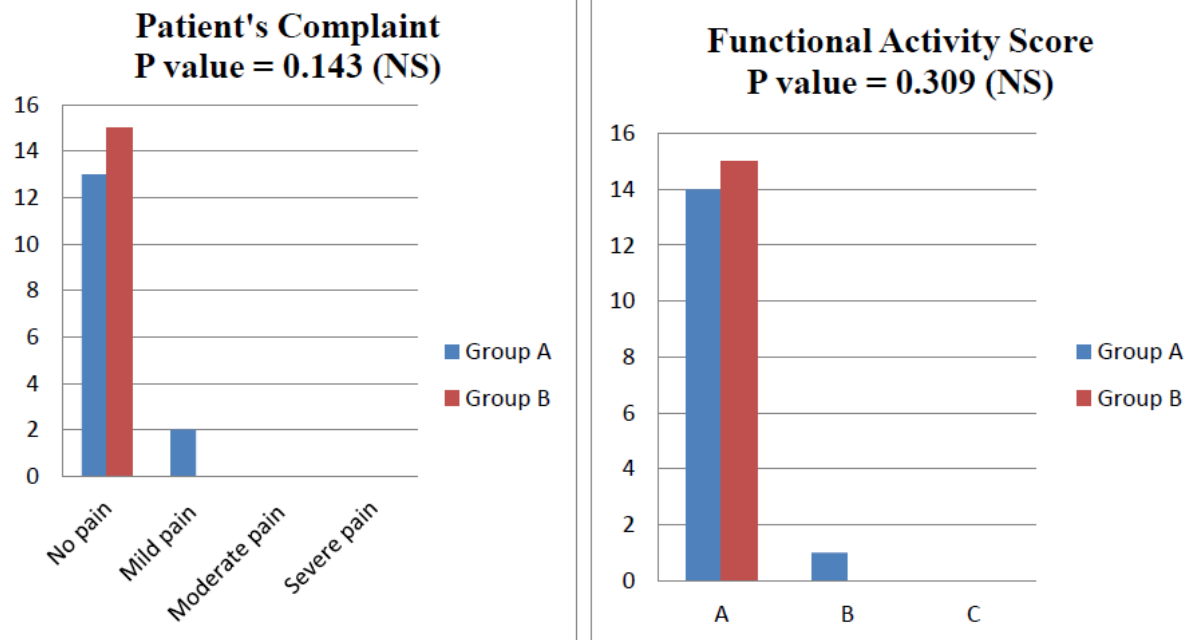 Patient's Complaint
P value = 0.143 (NS)
16
14
12
10
8
6
4
2
0
No pain
Mild pain
Moderate pain
Severe pain
Group A
Group B
Functional Activity Score
P value = 0.309 (NS)
16
14
12
10
8
6
4
2
0
A
B
C
Group A
Group B